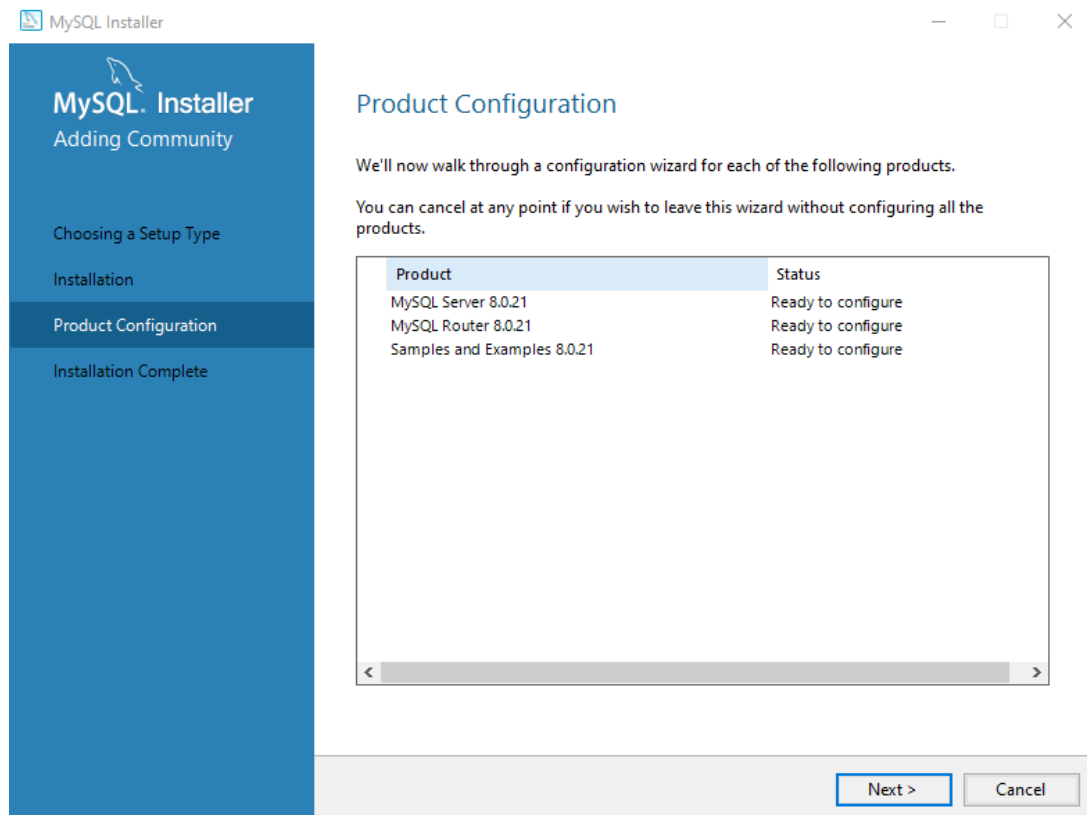 MySQL Installer
MySQL. Installer
Adding Community
Choosing a Setup Type
Installation
Product Configuration
Installation Complete
Product Configuration
We'll now walk through a configuration wizard for each of the following products.
You can cancel at any point if you wish to leave this wizard without configuring all the
products.
Product Status
MySQL Server 8.0.21 Ready to configure
MySQL Router 8.0.21 Ready to configure
Samples and Examples 8.0.21 Ready to configure
Next > Cancel